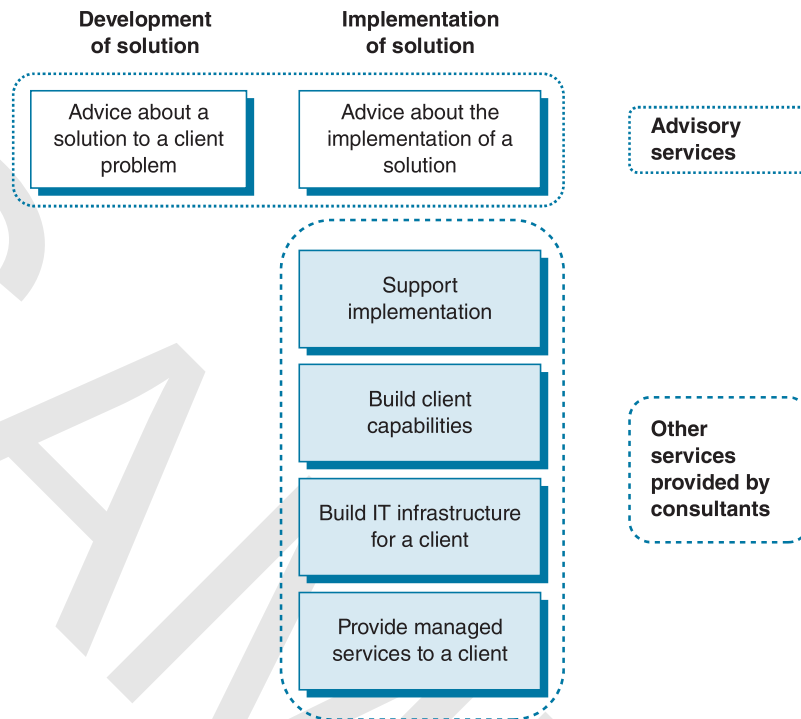 Development
of solution
Implementation
of solution
Advice about a
solution to a client
problem
Advice about the
implementation of a
solution
Advisory
services
Support
implementation
Build client
capabilities
Other
services
provided by
consultants
Build IT infrastructure
for a client
Provide managed
services to a client